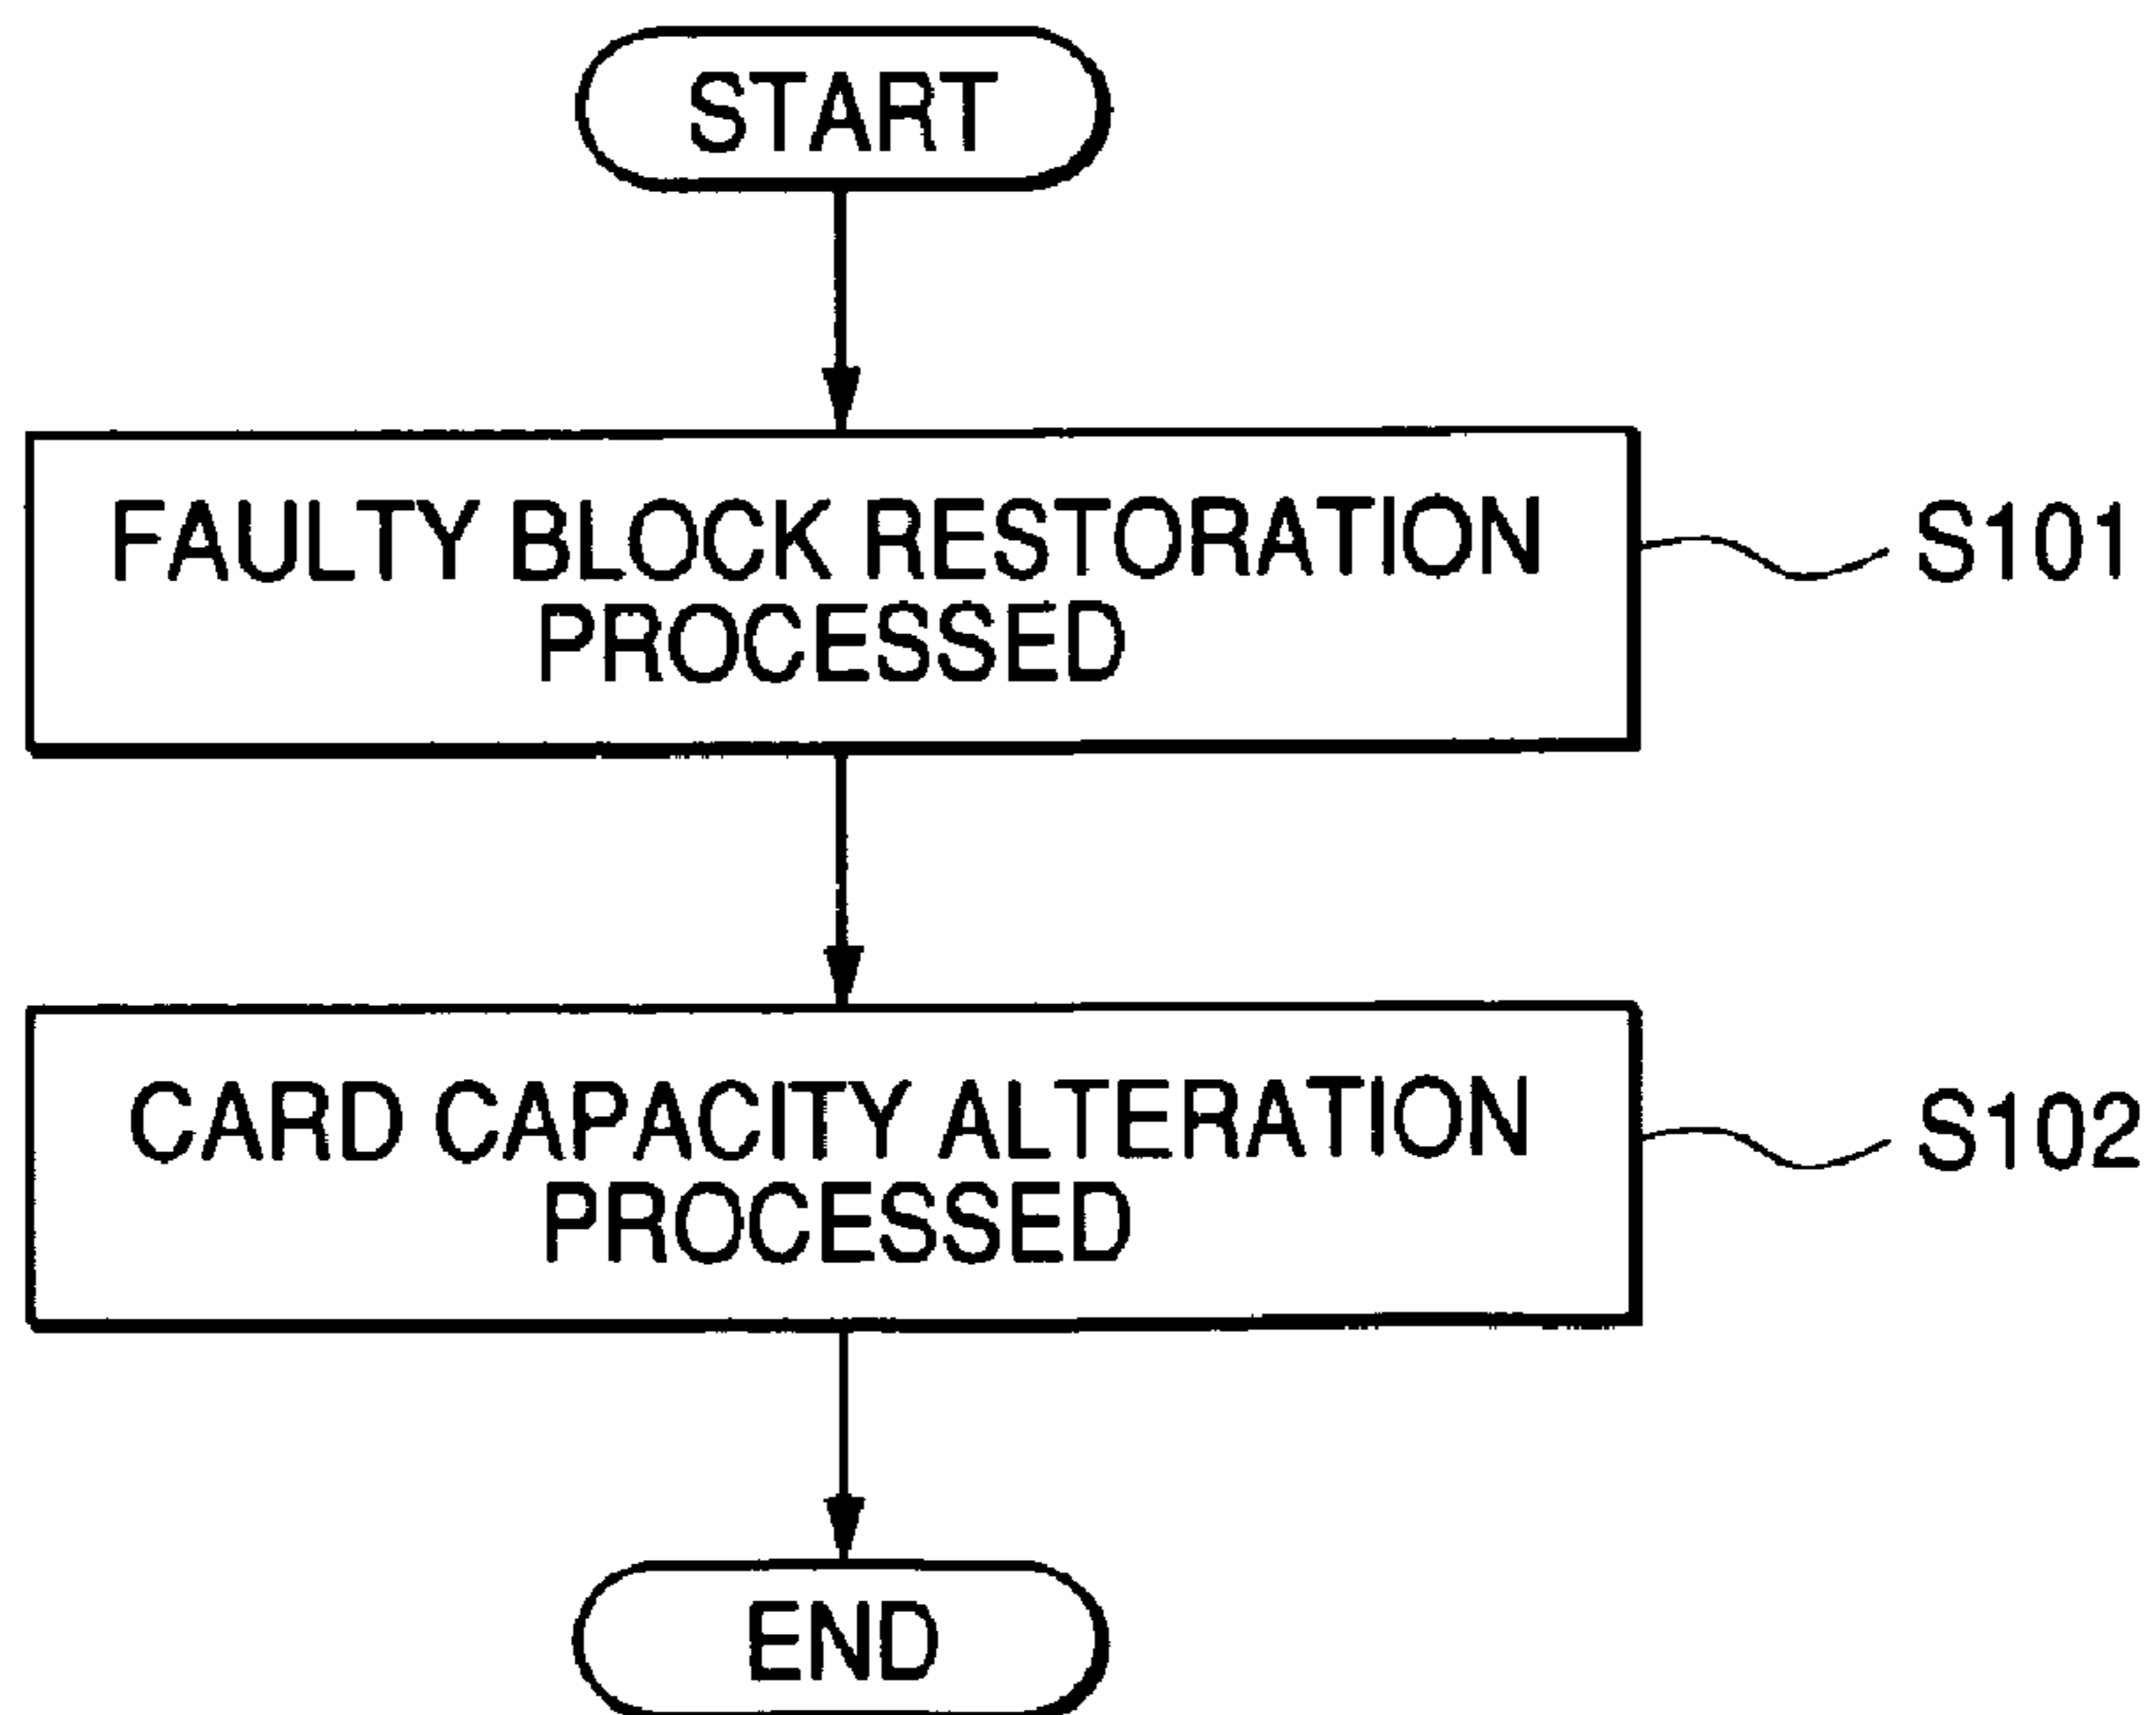 START
FAULTY BLOCK RESTORATION
PROCESSED
S101
CARD CAPACITY ALTERATION
PROCESSED
S102
END